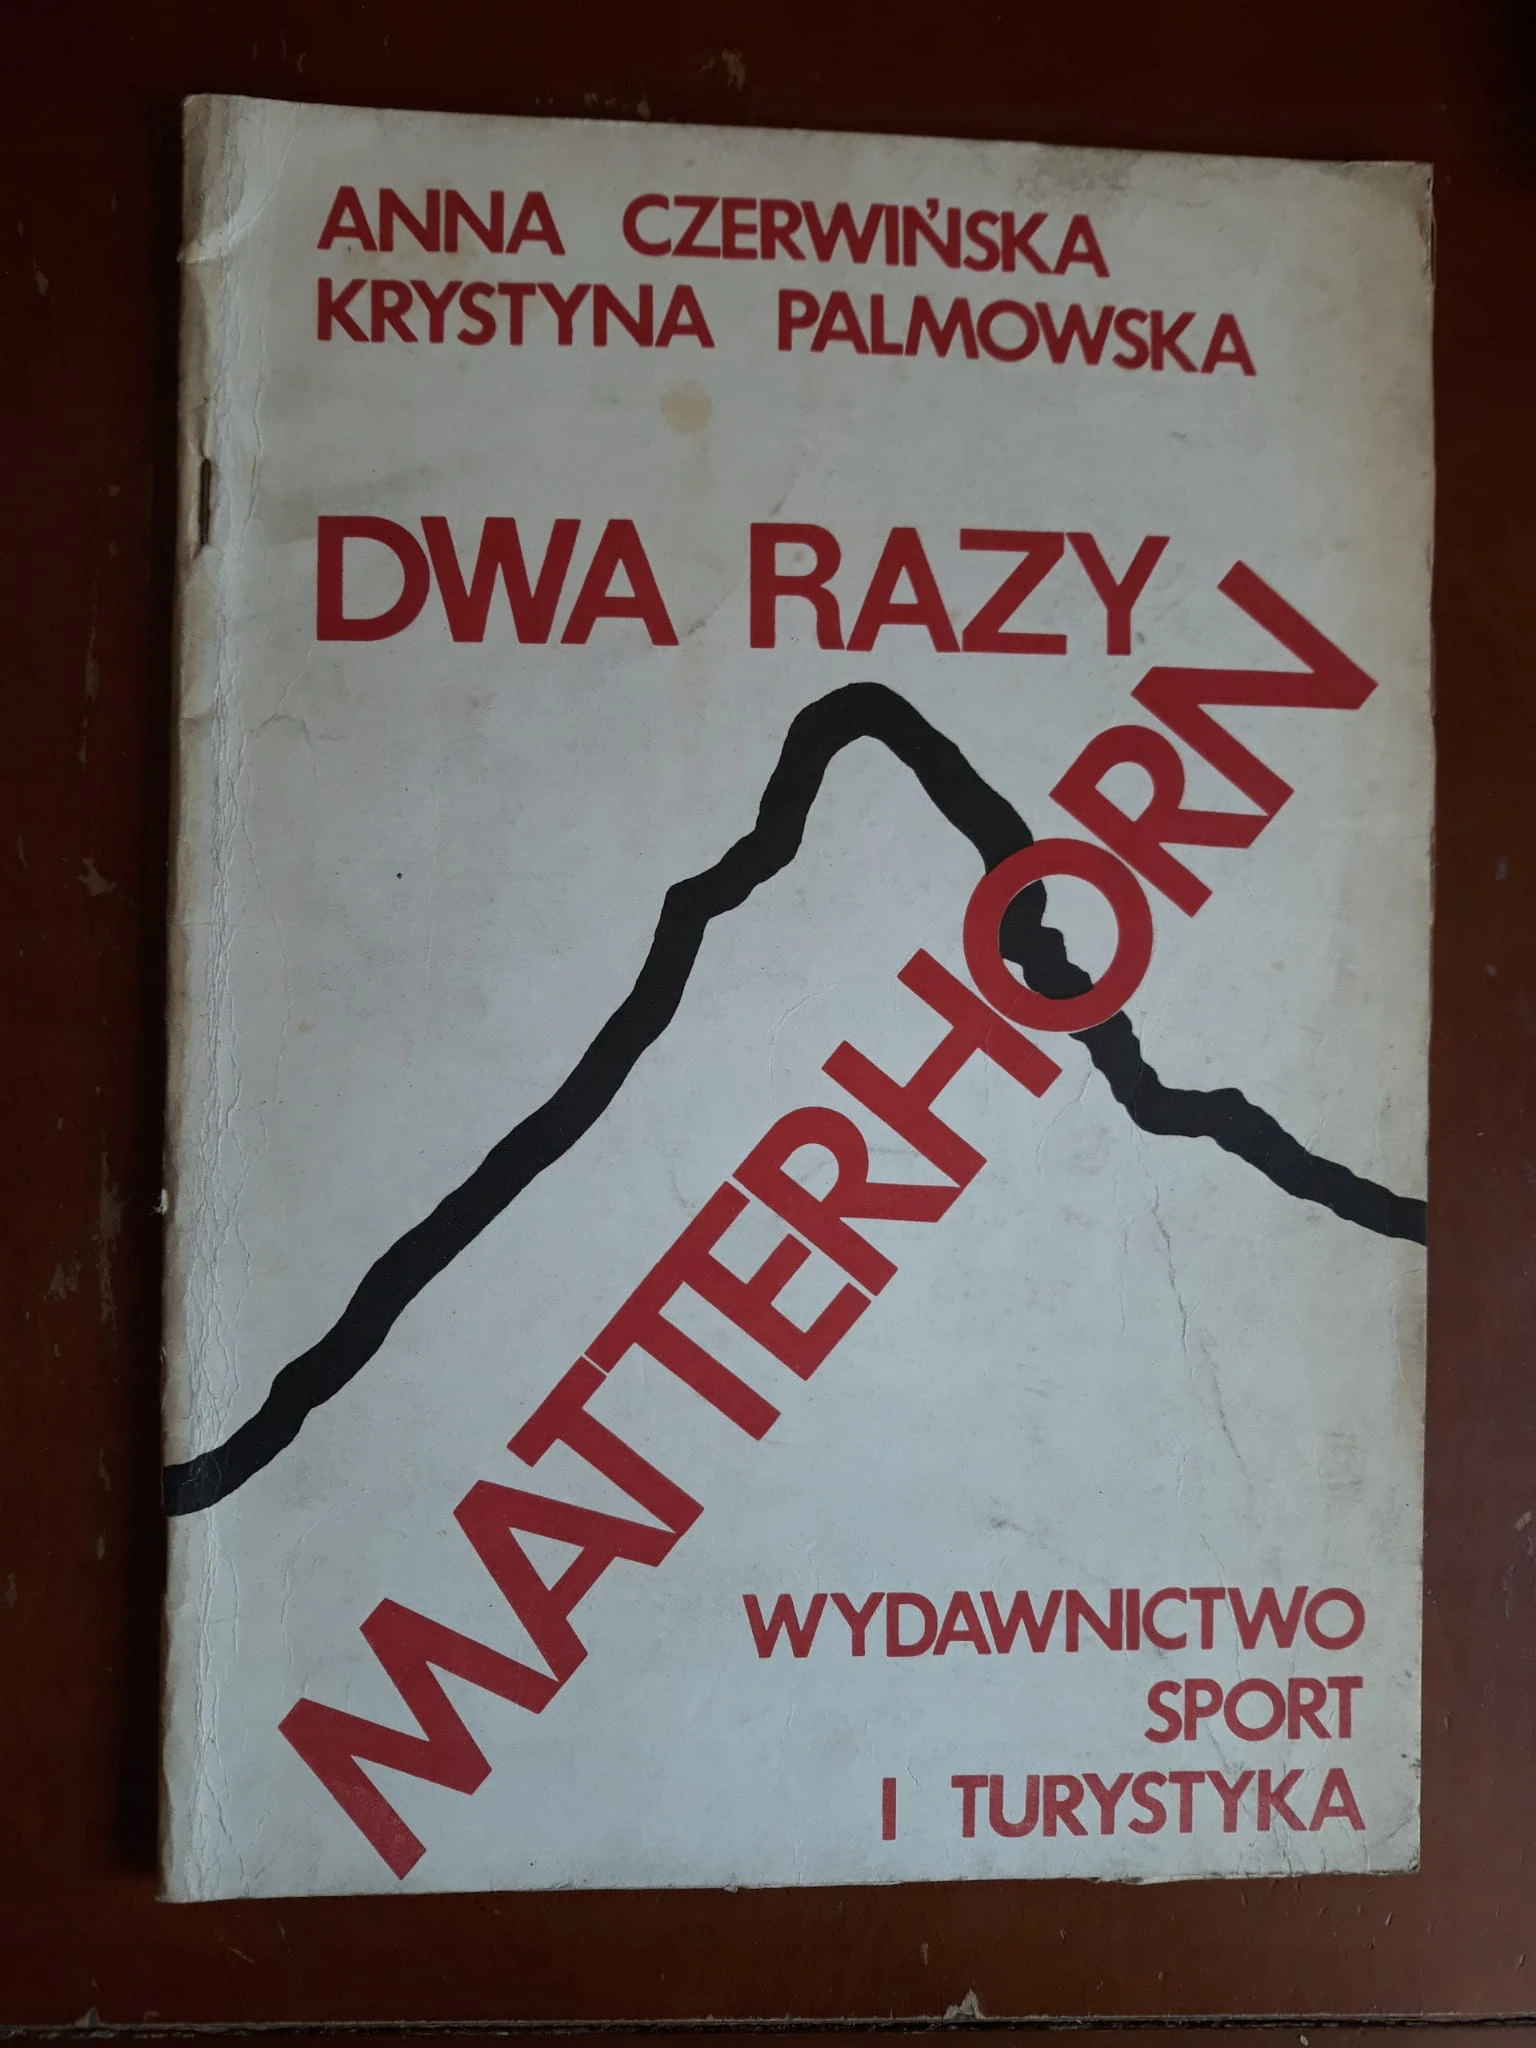 ANNA CZERWIŃSKA
KRYSTYNA PALMOWSKA
DWA RAZY
MATTERHORN
WYDAWNICTWO
SPORT
I TURYSTYKA